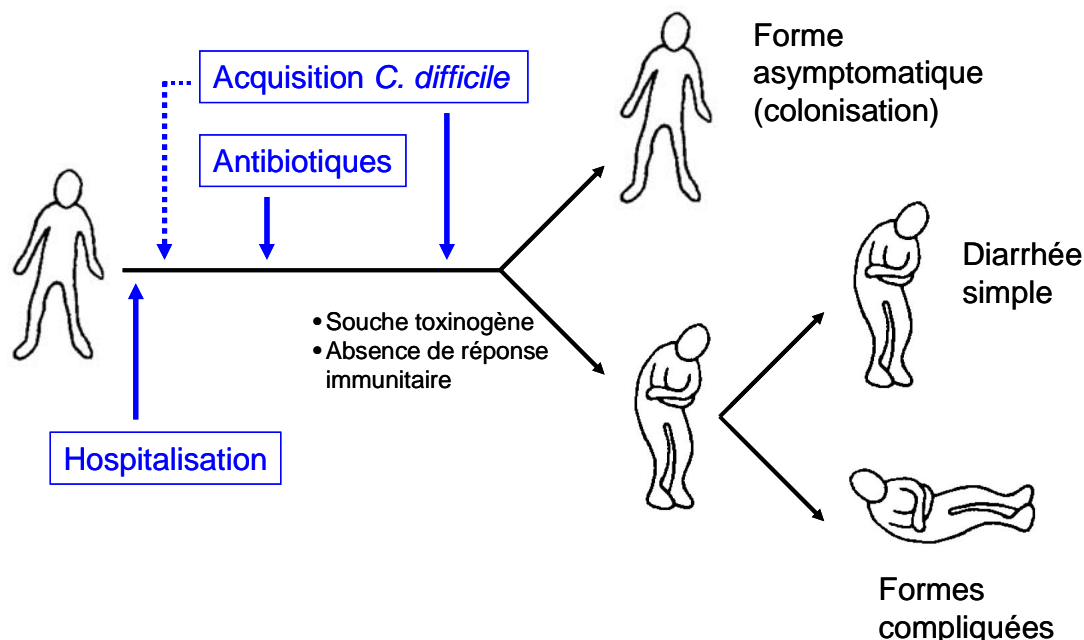 Forme
asymptomatique
(colonisation)
Acquisition C. difficile
Antibiotiques
Diarrhée
simple
• Souche toxinogène
• Absence de réponse
immunitaire
Hospitalisation
Formes
compliquées